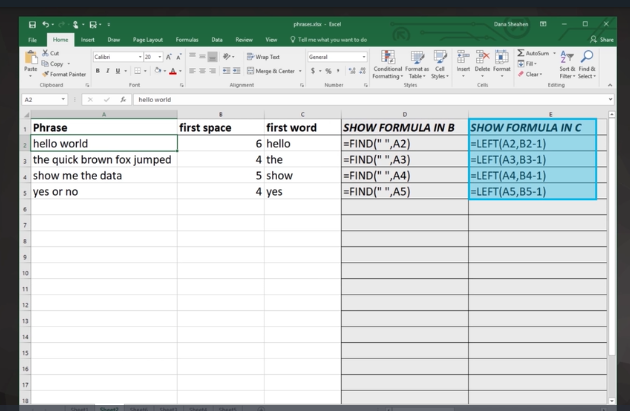 phrases.xlsx - Excel
Dana Sheahen
File Home Insert Draw Page Layout Formulas Data Review View Tell me what you want to do Share
Paste
Cut
Copy
Format Painter
Calibri 20
Wrap Text
Merge & Center
General
Conditional Formatting
Format as Table
Cell Styles
Insert Delete Format
AutoSum
Fill
Clear
Sort & Filter
Find & Select
Clipboard Font Alignment Number Styles Cells Editing
A2 fx hello world
A B C D E
1 Phrase first space first word SHOW FORMULA IN B SHOW FORMULA IN C
2 hello world 6 hello =FIND(" ",A2) =LEFT(A2,B2-1)
3 the quick brown fox jumped 4 the =FIND(" ",A3) =LEFT(A3,B3-1)
4 show me the data 5 show =FIND(" ",A4) =LEFT(A4,B4-1)
5 yes or no 4 yes =FIND(" ",A5) =LEFT(A5,B5-1)
6
7
8
9
10
11
12
13
14
15
16
17
18